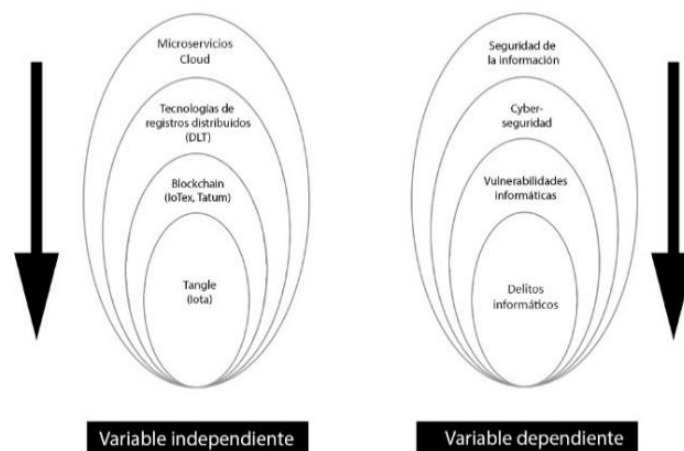 Microservicios
Cloud
Tecnologías de
registros distribuidos
(DLT)
Blockchain
(IoTex, Tatum)
Tangle
(Iota)
Variable independiente
Seguridad de
la información
Cyber-
seguridad
Vulnerabilidades
informáticas
Delitos
informáticos
Variable dependiente